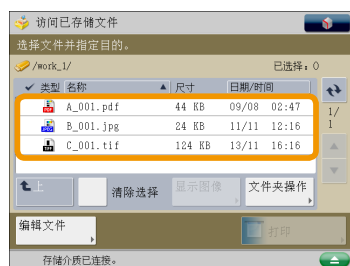 访问已存储文件
选择文件并指定目的。
/work_1/ 已选择：0
类型 名称 尺寸 日期/时间
A_001.pdf 44 KB 09/08 02:47
B_001.jpg 24 KB 11/11 12:16
C_001.tif 124 KB 13/11 16:16
1/
1
上 清除选择 显示图像 文件夹操作
编辑文件 打印
存储介质已连接。